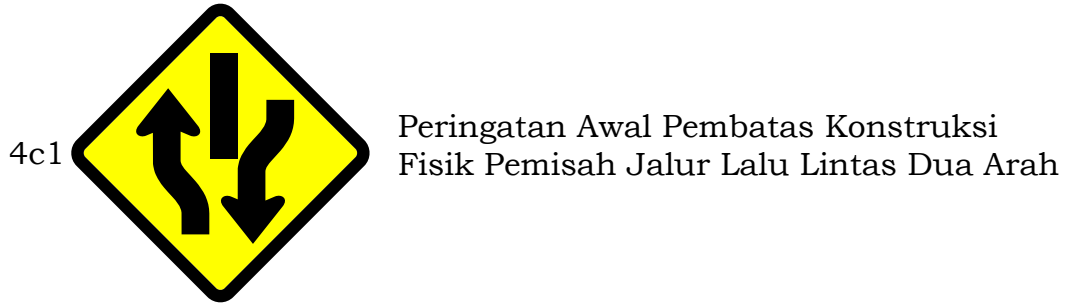 4c1
Peringatan Awal Pembatas Konstruksi
Fisik Pemisah Jalur Lalu Lintas Dua Arah